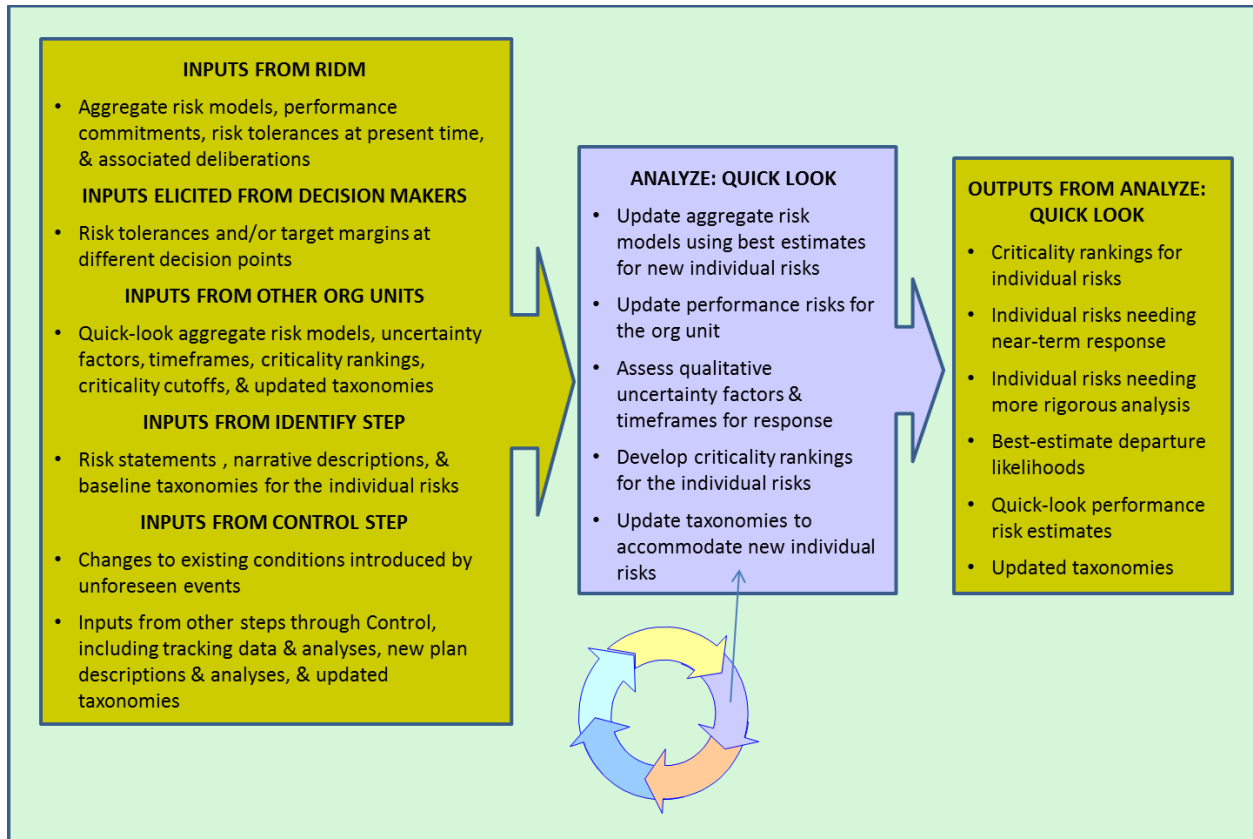 INPUTS FROM RIDM
• Aggregate risk models, performance
commitments, risk tolerances at present time,
& associated deliberations
INPUTS ELICITED FROM DECISION MAKERS
• Risk tolerances and/or target margins at
different decision points
INPUTS FROM OTHER ORG UNITS
• Quick-look aggregate risk models, uncertainty
factors, timeframes, criticality rankings,
criticality cutoffs, & updated taxonomies
INPUTS FROM IDENTIFY STEP
• Risk statements , narrative descriptions, &
baseline taxonomies for the individual risks
INPUTS FROM CONTROL STEP
• Changes to existing conditions introduced by
unforeseen events
• Inputs from other steps through Control,
including tracking data & analyses, new plan
descriptions & analyses, & updated
taxonomies
ANALYZE: QUICK LOOK
• Update aggregate risk
models using best estimates
for new individual risks
• Update performance risks for
the org unit
• Assess qualitative
uncertainty factors &
timeframes for response
• Develop criticality rankings
for the individual risks
• Update taxonomies to
accommodate new individual
risks
OUTPUTS FROM ANALYZE:
QUICK LOOK
• Criticality rankings for
individual risks
• Individual risks needing
near-term response
• Individual risks needing
more rigorous analysis
• Best-estimate departure
likelihoods
• Quick-look performance
risk estimates
• Updated taxonomies